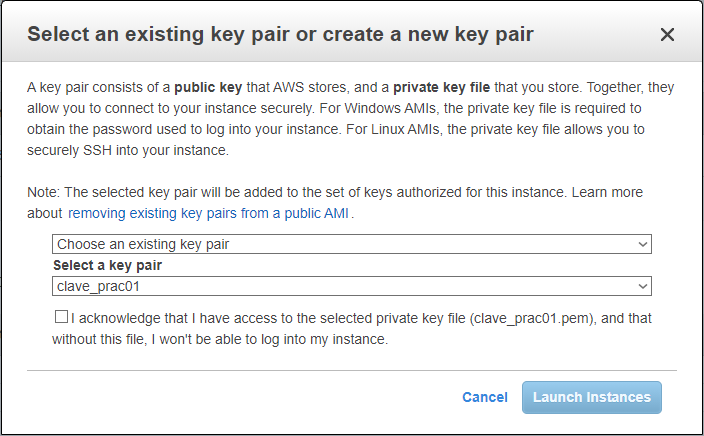 Select an existing key pair or create a new key pair
A key pair consists of a public key that AWS stores, and a private key file that you store. Together, they
allow you to connect to your instance securely. For Windows AMIs, the private key file is required to
obtain the password used to log into your instance. For Linux AMIs, the private key file allows you to
securely SSH into your instance.
Note: The selected key pair will be added to the set of keys authorized for this instance. Learn more
about removing existing key pairs from a public AMI .
Choose an existing key pair
Select a key pair
clave_prac01
I acknowledge that I have access to the selected private key file (clave_prac01.pem), and that
without this file, I won't be able to log into my instance.
Cancel Launch Instances